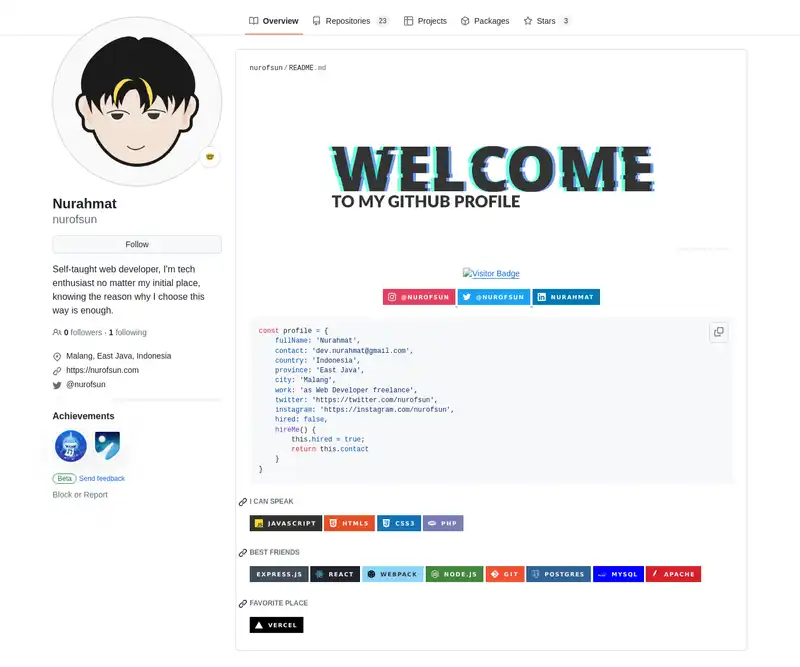 Overview
Repositories 23
Projects
Packages
Stars 3
Nurahmat
nurofsun
Follow
Self-taught web developer, I'm tech
enthusiast no matter my initial place,
knowing the reason why I choose this
way is enough.
0 followers · 1 following
Malang, East Java, Indonesia
https://nurofsun.com
@nurofsun
Achievements
Beta Send feedback
Block or Report
nurofsun/README.md
WELCOME
TO MY GITHUB PROFILE
Visitor Badge
@NUROFSUN @NUROFSUN NURAHMAT
const profile = {
    fullName: 'Nurahmat',
    contact: 'dev.nurahmat@gmail.com',
    country: 'Indonesia',
    province: 'East Java',
    city: 'Malang',
    work: 'as Web Developer freelance',
    twitter: 'https://twitter.com/nurofsun',
    instagram: 'https://instagram.com/nurofsun',
    hired: false,
    hireMe() {
        this.hired = true;
        return this.contact
    }
}
I CAN SPEAK
JAVASCRIPT HTML5 CSS3 PHP
BEST FRIENDS
EXPRESS.JS REACT WEBPACK NODE.JS GIT POSTGRES MYSQL APACHE
FAVORITE PLACE
VERCEL